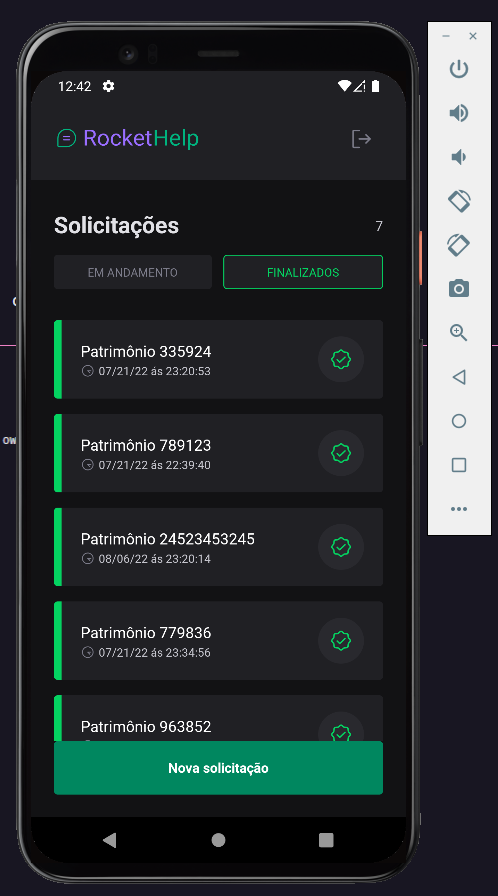 12:42
RocketHelp
Solicitações 7
EM ANDAMENTO FINALIZADOS
Patrimônio 335924
07/21/22 ás 23:20:53
Patrimônio 789123
07/21/22 ás 22:39:40
Patrimônio 24523453245
08/06/22 ás 23:20:14
Patrimônio 779836
07/21/22 ás 23:34:56
Patrimônio 963852
Nova solicitação